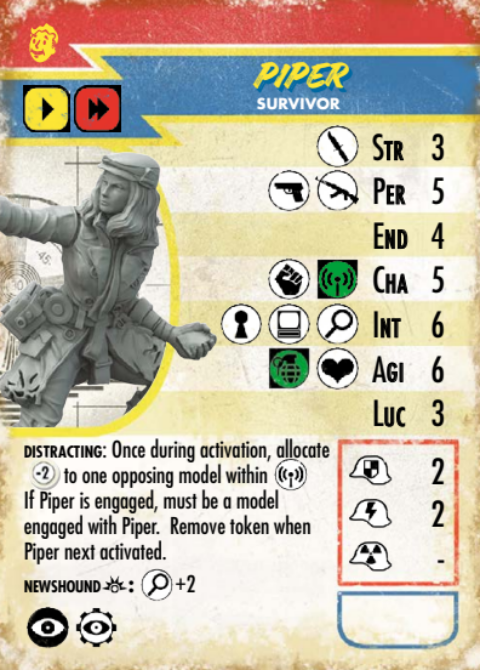 PIPER
SURVIVOR
STR 3
PER 5
END 4
CHA 5
INT 6
AGI 6
LUC 3
45.
DISTRACTING: Once during activation, allocate
-2 to one opposing model within
If Piper is engaged, must be a model
engaged with Piper. Remove token when
Piper next activated.
NEWSHOUND : +2
2
2
-